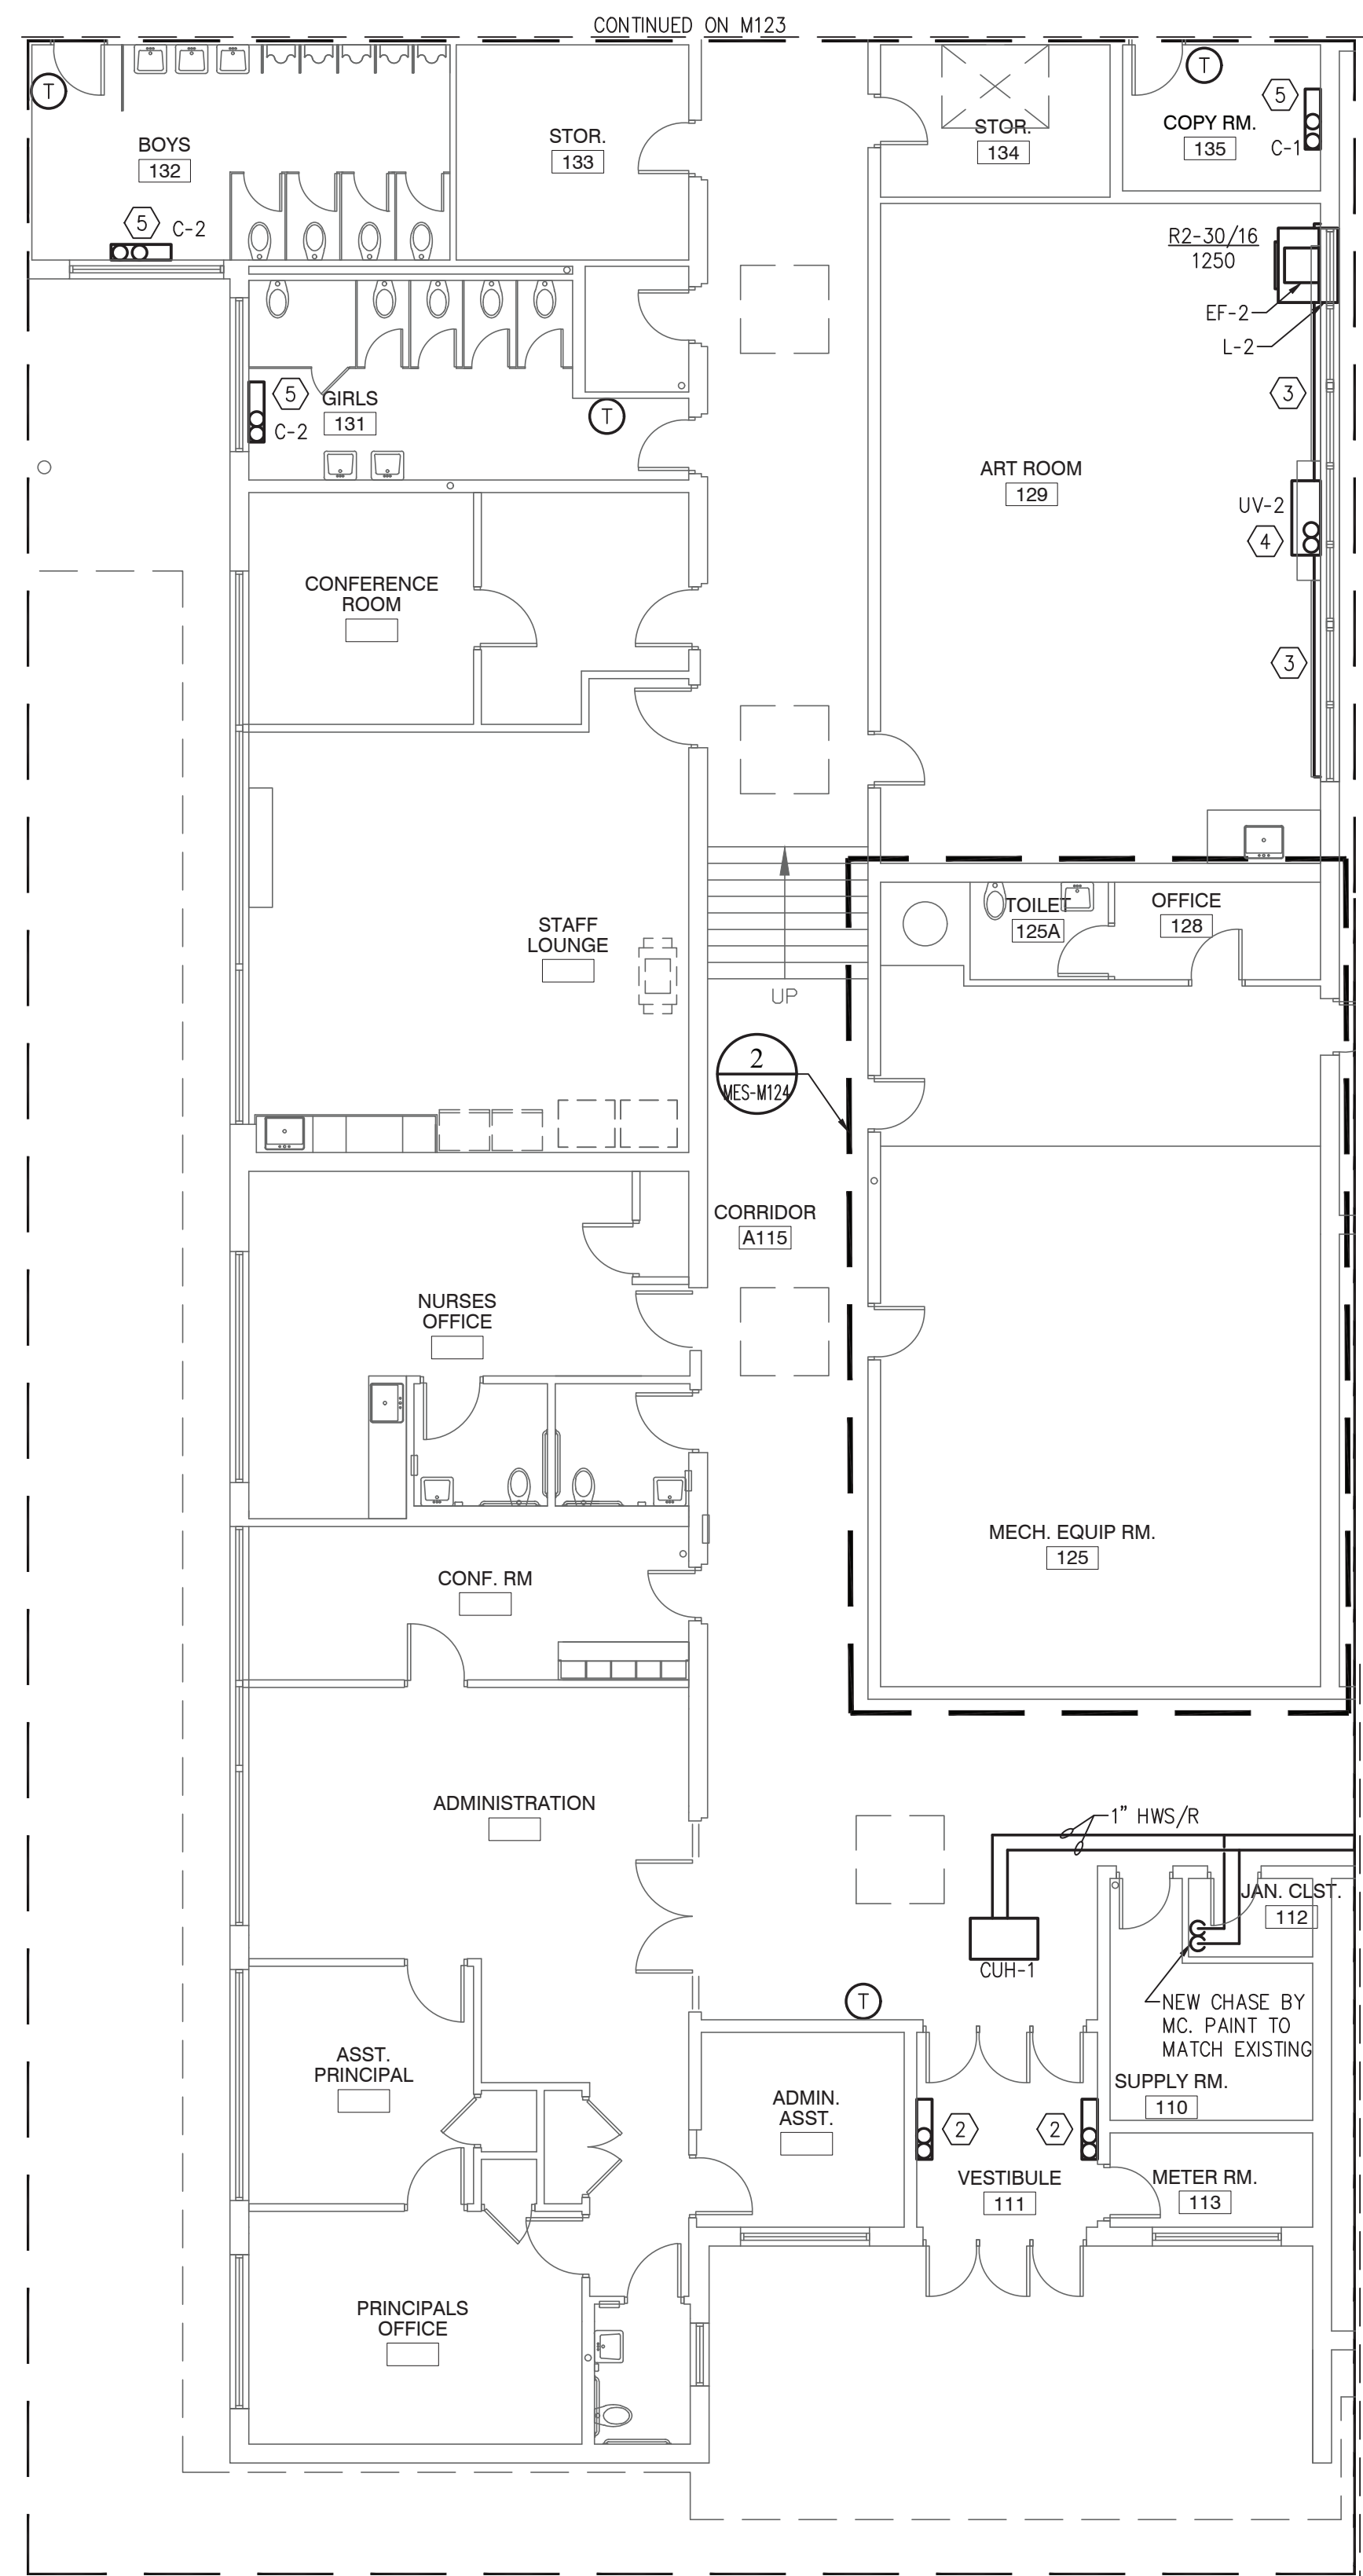 CONTINUED ON M123
T
BOYS
132
5
C-2
STOR.
133
STOR.
134
T
5
COPY RM.
135
C-1
R2-30/16
1250
EF-2
L-2
5
GIRLS
131
C-2
T
3
ART ROOM
129
UV-2
4
3
CONFERENCE
ROOM
STAFF
LOUNGE
UP
TOILET
125A
OFFICE
128
2
MES-M124
CORRIDOR
A115
NURSES
OFFICE
MECH. EQUIP RM.
125
CONF. RM
ADMINISTRATION
1" HWS/R
JAN. CLST.
112
CUH-1
T
NEW CHASE BY
MC. PAINT TO
MATCH EXISTING
ASST.
PRINCIPAL
ADMIN.
ASST.
SUPPLY RM.
110
2
2
VESTIBULE
111
METER RM.
113
PRINCIPALS
OFFICE